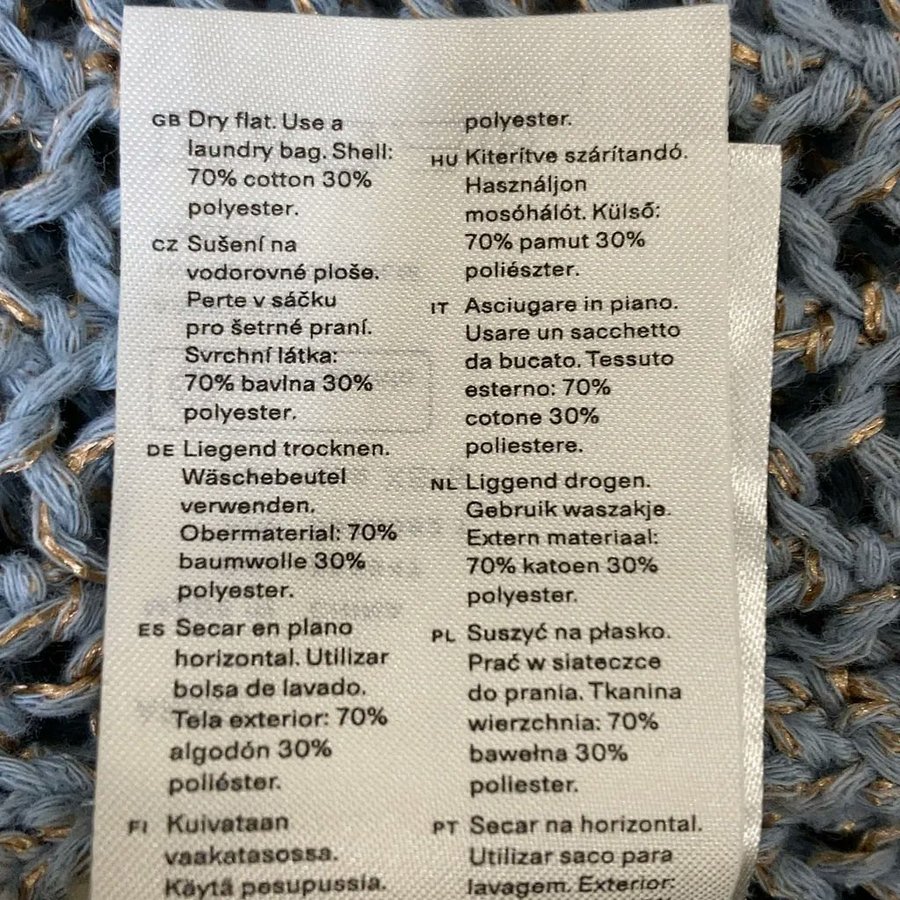 GB Dry flat. Use a
laundry bag. Shell:
70% cotton 30%
polyester.
CZ Sušení na
vodorovné ploše.
Perte v sáčku
pro šetrné praní.
Svrchní látka:
70% bavlna 30%
polyester.
DE Liegend trocknen.
Wäschebeutel
verwenden.
Obermaterial: 70%
baumwolle 30%
polyester.
ES Secar en plano
horizontal. Utilizar
bolsa de lavado.
Tela exterior: 70%
algodón 30%
poliéster.
FI Kuivataan
vaakatasossa.
Käytä pesupussia.
polyester.
HU Kiterítve szárítandó.
Használjon
mosóhálót. Külső:
70% pamut 30%
poliészter.
IT Asciugare in piano.
Usare un sacchetto
da bucato. Tessuto
esterno: 70%
cotone 30%
poliestere.
NL Liggend drogen.
Gebruik waszakje.
Extern materiaal:
70% katoen 30%
polyester.
PL Suszyć na płasko.
Prać w siateczce
do prania. Tkanina
wierzchnia: 70%
bawełna 30%
poliester.
PT Secar na horizontal.
Utilizar saco para
lavagem. Exterior: